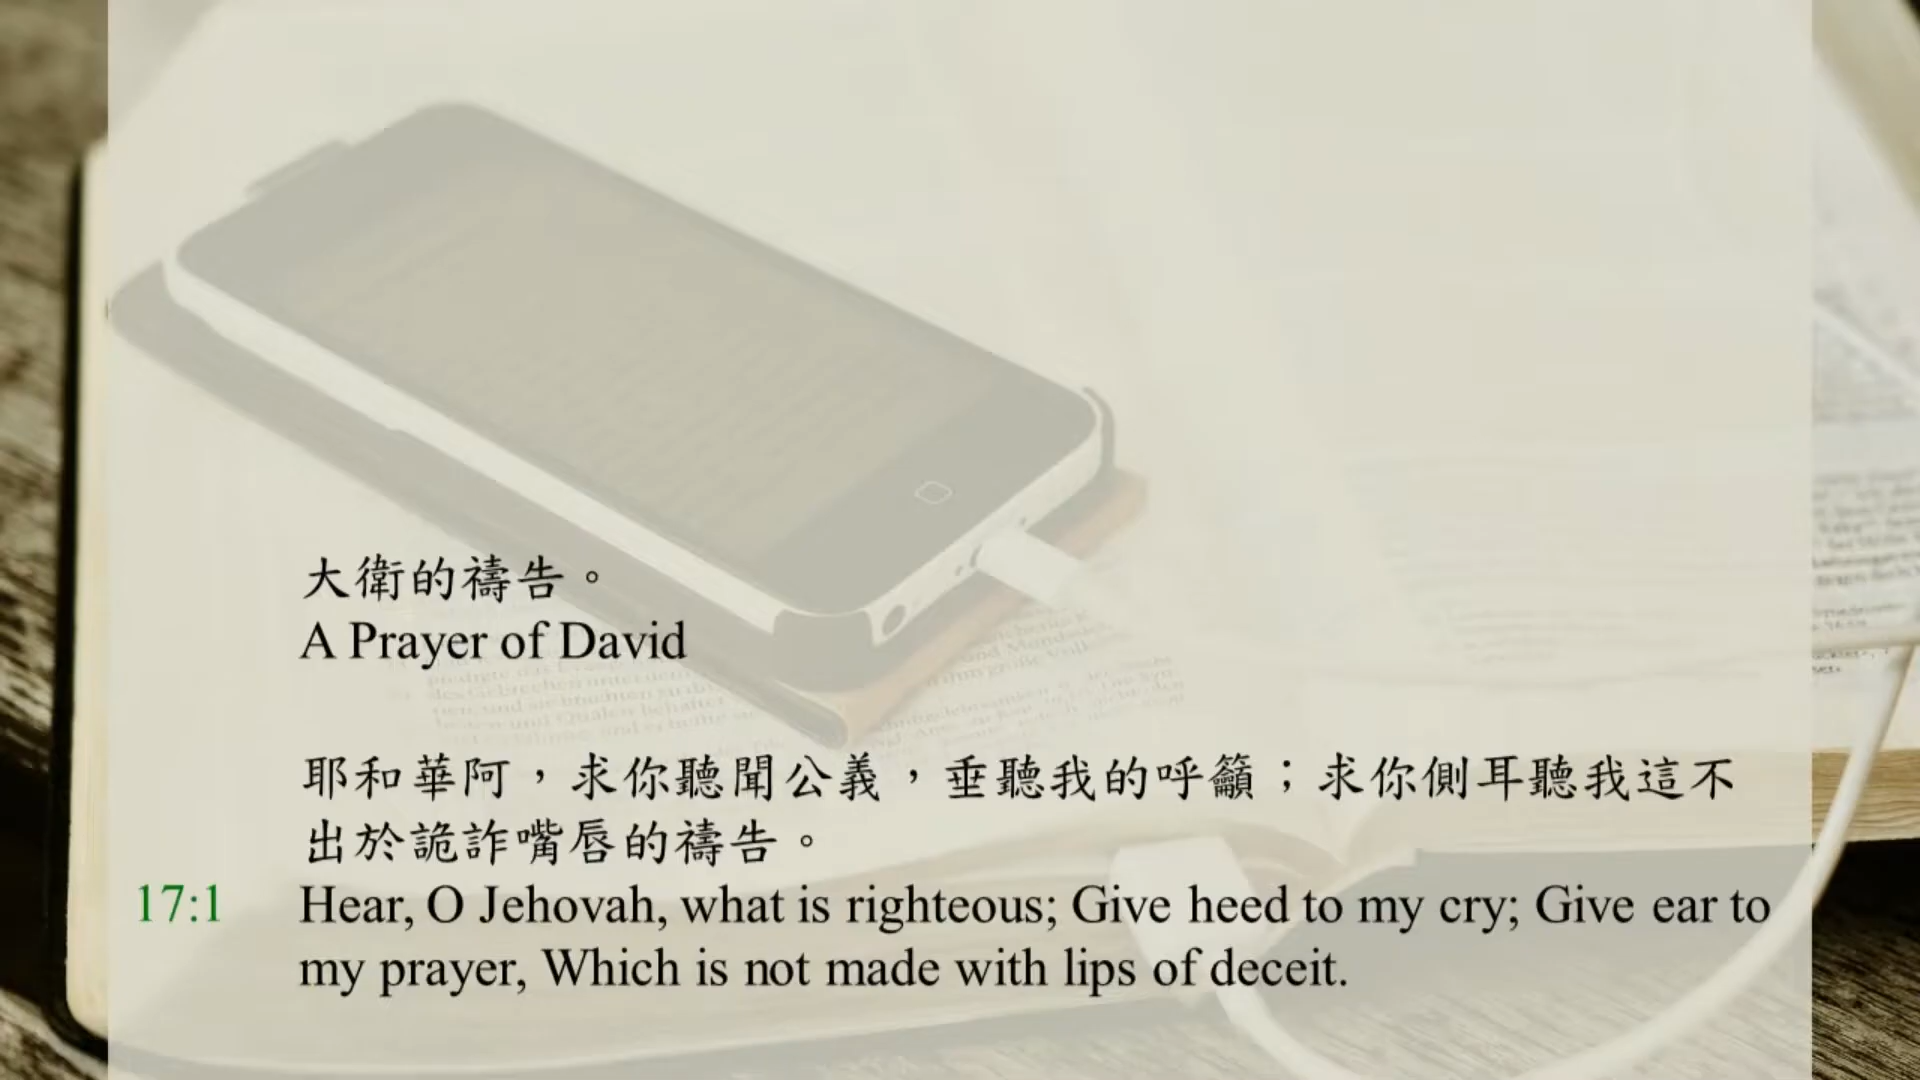 大衛的禱告。
A Prayer of David
耶和華阿，求你聽聞公義，垂聽我的呼籲；求你側耳聽我這不
出於詭詐嘴唇的禱告。
17:1 Hear, O Jehovah, what is righteous; Give heed to my cry; Give ear to
my prayer, Which is not made with lips of deceit.